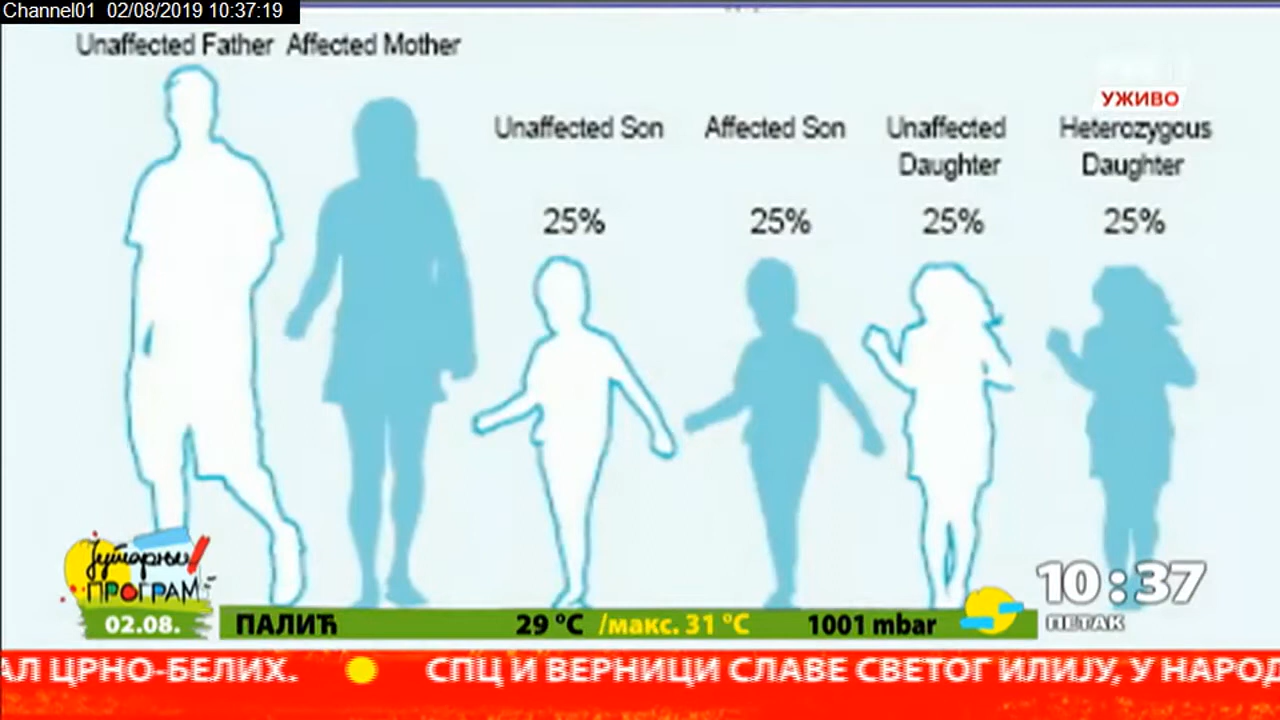 Channel01 02/08/2019 10:37:19
Unaffected Father Affected Mother
УЖИВО
Unaffected Son
Affected Son
Unaffected
Daughter
Heterozygous
Daughter
25%
25%
25%
25%
Јутарњи
ПРОГРАМ
02.08.
ПАЛИЋ 29 °C /макс. 31 °C 1001 mbar
10:37
ПЕТАК
АЛ ЦРНО-БЕЛИХ. СПЦ И ВЕРНИЦИ СЛАВЕ СВЕТОГ ИЛИЈУ, У НАРОД